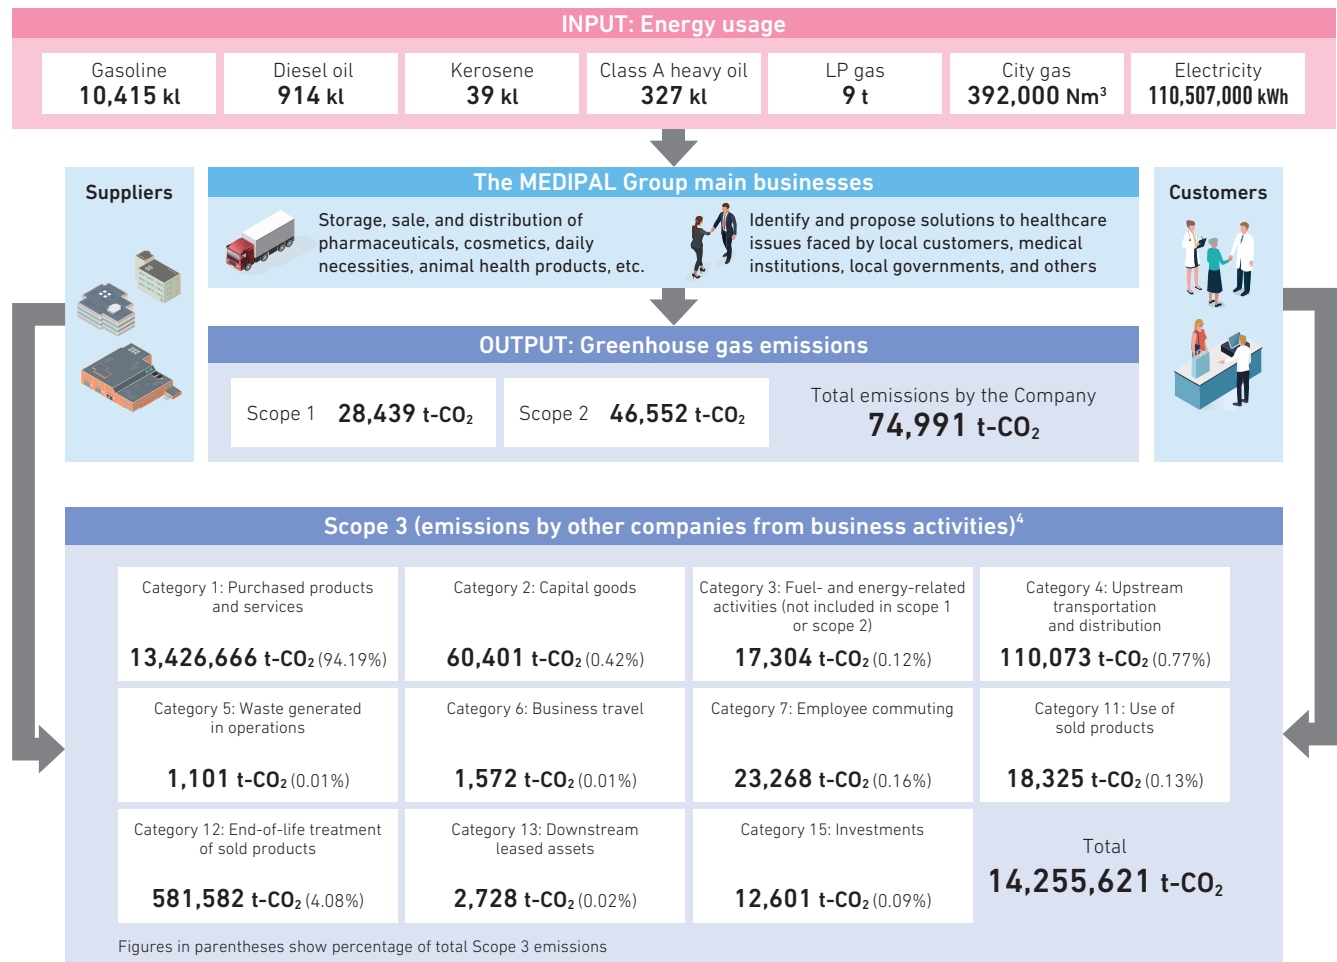 INPUT: Energy usage
Gasoline
10,415 kl
Diesel oil
914 kl
Kerosene
39 kl
Class A heavy oil
327 kl
LP gas
9 t
City gas
392,000 Nm³
Electricity
110,507,000 kWh
Suppliers
The MEDIPAL Group main businesses
Storage, sale, and distribution of
pharmaceuticals, cosmetics, daily
necessities, animal health products, etc.
Identify and propose solutions to healthcare
issues faced by local customers, medical
institutions, local governments, and others
Customers
OUTPUT: Greenhouse gas emissions
Scope 1 28,439 t-CO₂
Scope 2 46,552 t-CO₂
Total emissions by the Company
74,991 t-CO₂
Scope 3 (emissions by other companies from business activities)⁴
Category 1: Purchased products
and services
13,426,666 t-CO₂ (94.19%)
Category 2: Capital goods
60,401 t-CO₂ (0.42%)
Category 3: Fuel- and energy-related
activities (not included in scope 1
or scope 2)
17,304 t-CO₂ (0.12%)
Category 4: Upstream
transportation
and distribution
110,073 t-CO₂ (0.77%)
Category 5: Waste generated
in operations
1,101 t-CO₂ (0.01%)
Category 6: Business travel
1,572 t-CO₂ (0.01%)
Category 7: Employee commuting
23,268 t-CO₂ (0.16%)
Category 11: Use of
sold products
18,325 t-CO₂ (0.13%)
Category 12: End-of-life treatment
of sold products
581,582 t-CO₂ (4.08%)
Category 13: Downstream
leased assets
2,728 t-CO₂ (0.02%)
Category 15: Investments
12,601 t-CO₂ (0.09%)
Total
14,255,621 t-CO₂
Figures in parentheses show percentage of total Scope 3 emissions